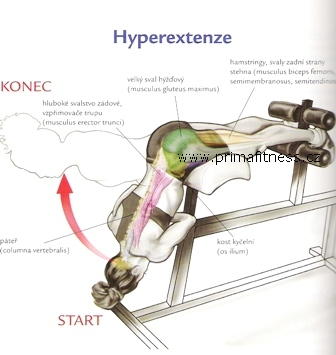 Hyperextenze
hamstringy, svaly zadní strany
stehna (musculus biceps femoris,
semimembranosus, semitendinos
velký sval hýžďový
(musculus gluteus maximus)
KONEC
hluboké svalstvo zádové,
vzpřimovače trupu
(musculus erector trunci)
www.primafitness.cz
páteř
(columna vertebralis)
kost kyčelní
(os ilium)
START